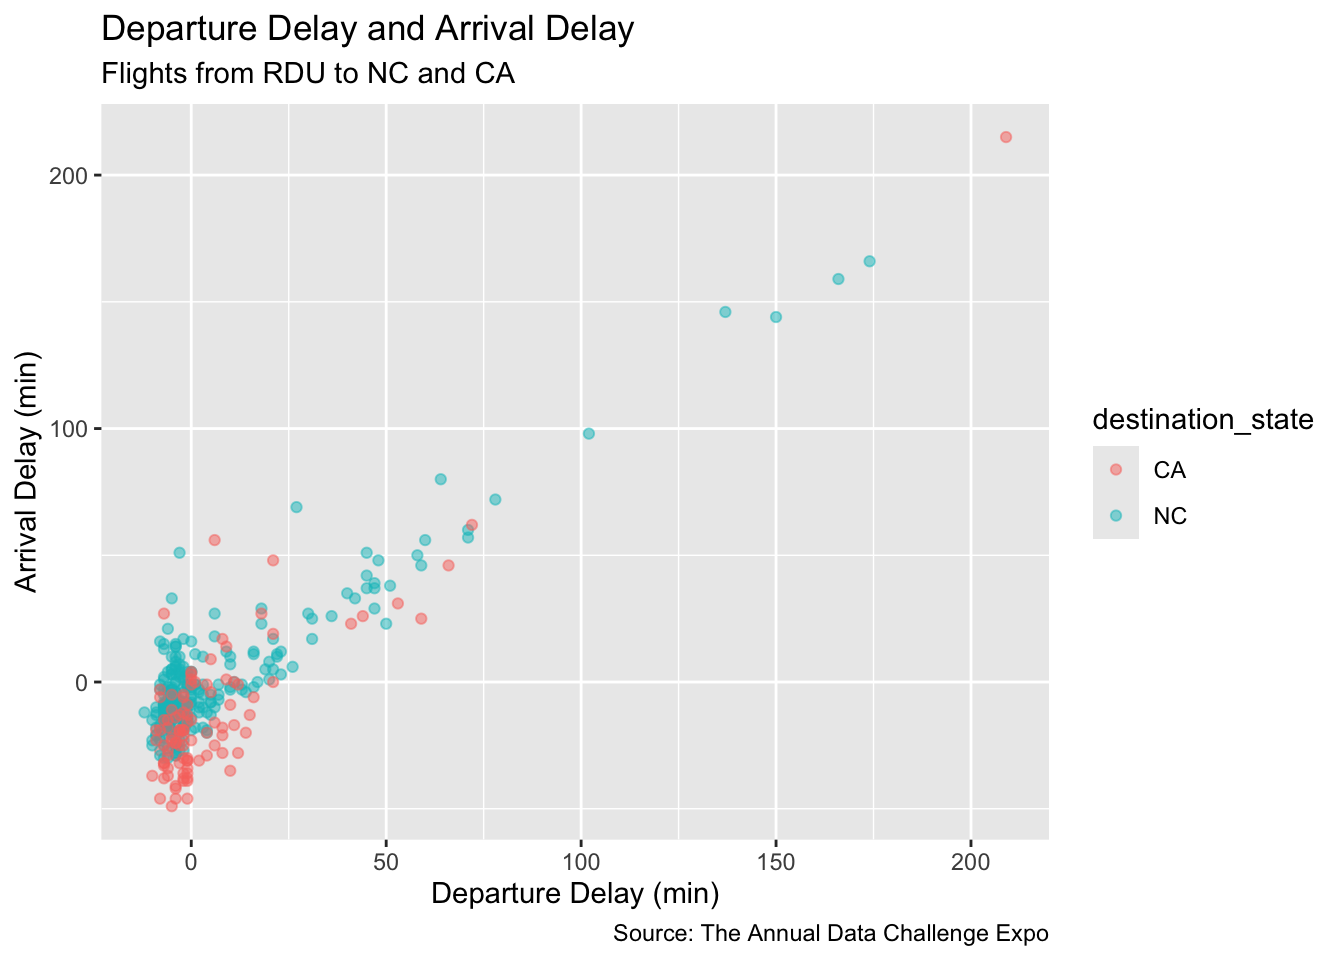 Departure Delay and Arrival Delay
Flights from RDU to NC and CA
200
100
0
Arrival Delay (min)
0 50 100 150 200
Departure Delay (min)
destination_state
CA
NC
Source: The Annual Data Challenge Expo